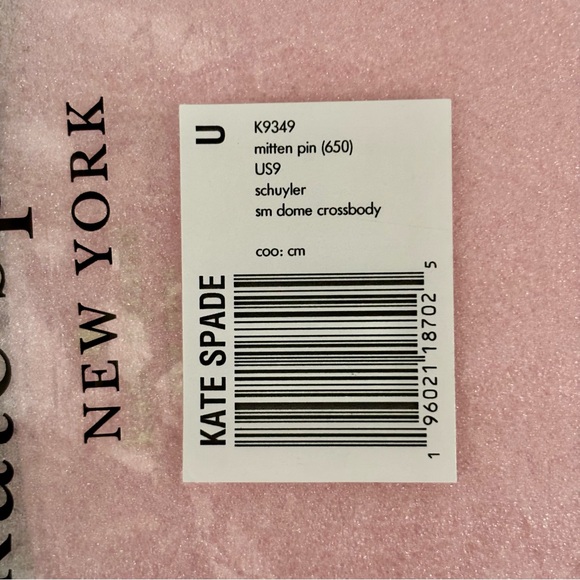 NEW YORK
U
K9349
mitten pin (650)
US9
schuyler
sm dome crossbody
coo: cm
KATE SPADE
1 96021 18702 5